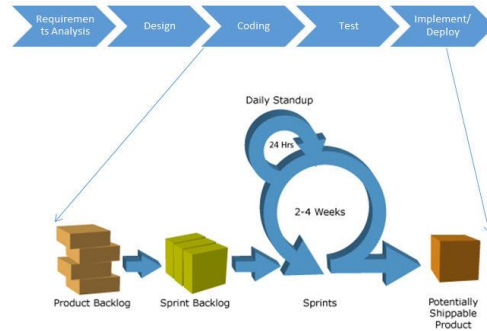 Requiremen
ts Analysis
Design
Coding
Test
Implement/
Deploy
Daily Standup
24 Hrs
2-4 Weeks
Product Backlog
Sprint Backlog
Sprints
Potentially
Shippable
Product